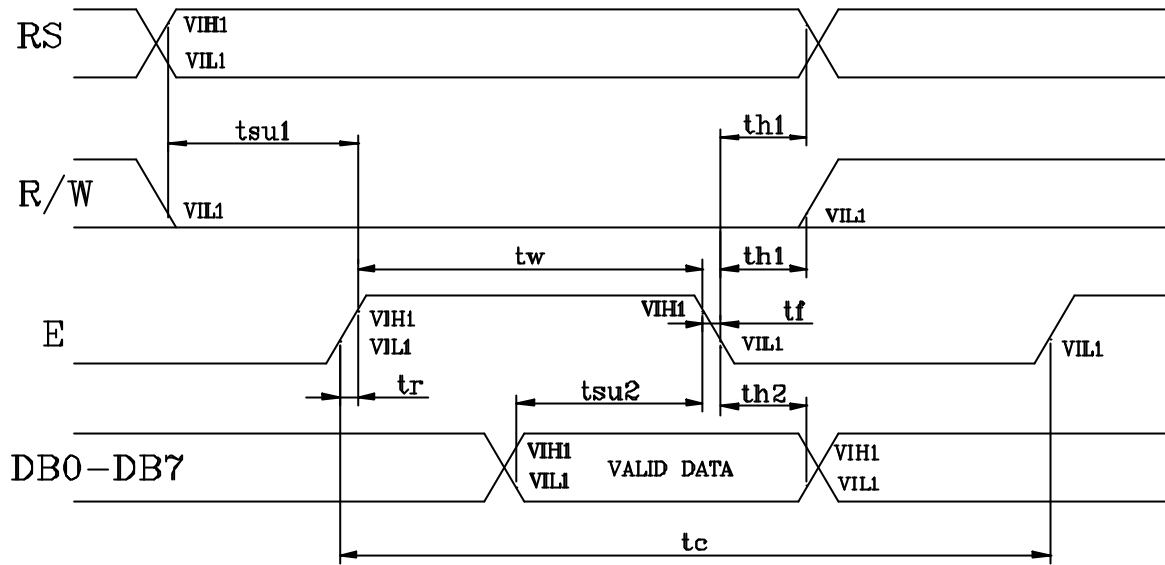 RS
VIH1
VIL1
tsu1
th1
R/W
VIL1
VIL1
tw
th1
E
VIH1
VIL1
VIH1
tf
VIL1
VIL1
tr
tsu2
th2
DB0-DB7
VIH1
VIL1
VALID DATA
VIH1
VIL1
tc